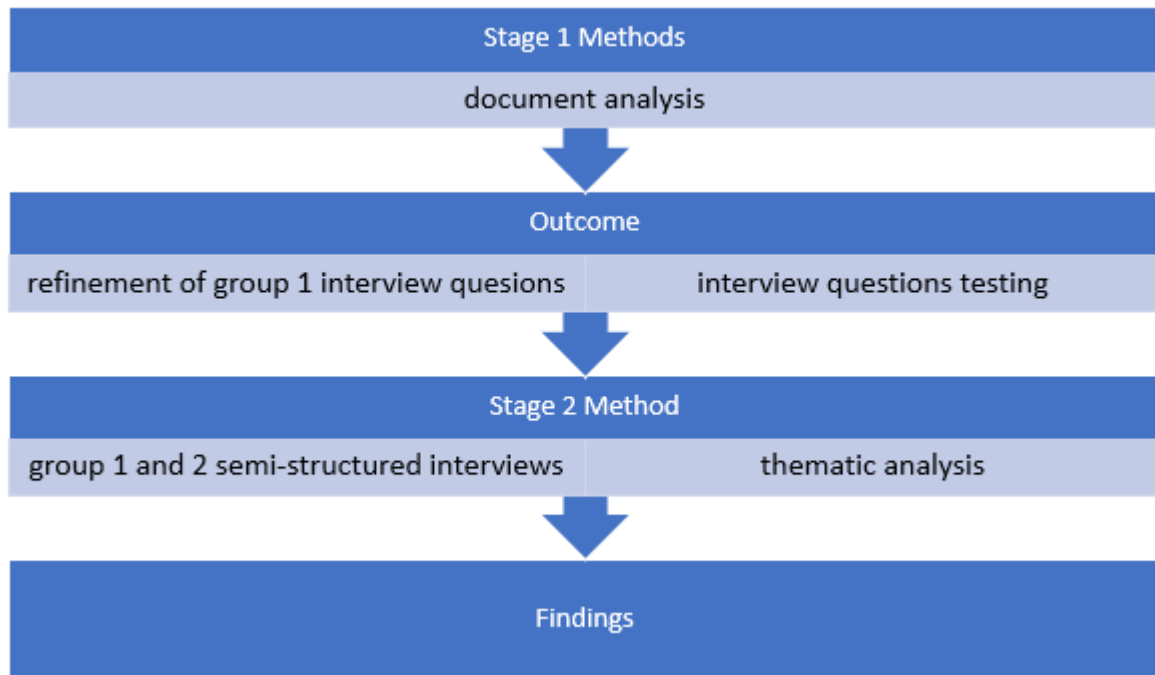 Stage 1 Methods
document analysis
Outcome
refinement of group 1 interview quesions
interview questions testing
Stage 2 Method
group 1 and 2 semi-structured interviews
thematic analysis
Findings